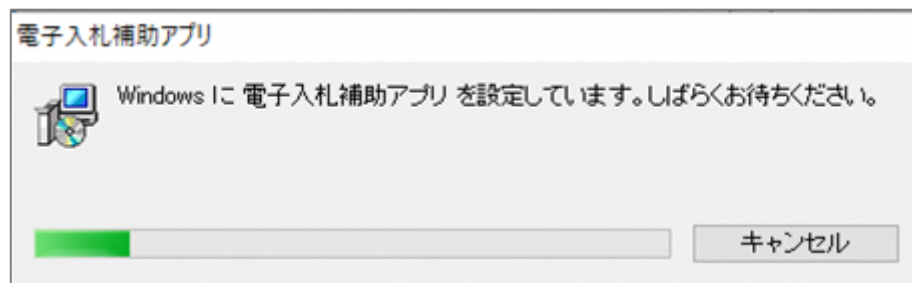 電子入札補助アプリ
Windows に 電子入札補助アプリ を設定しています。しばらくお待ちください。
キャンセル